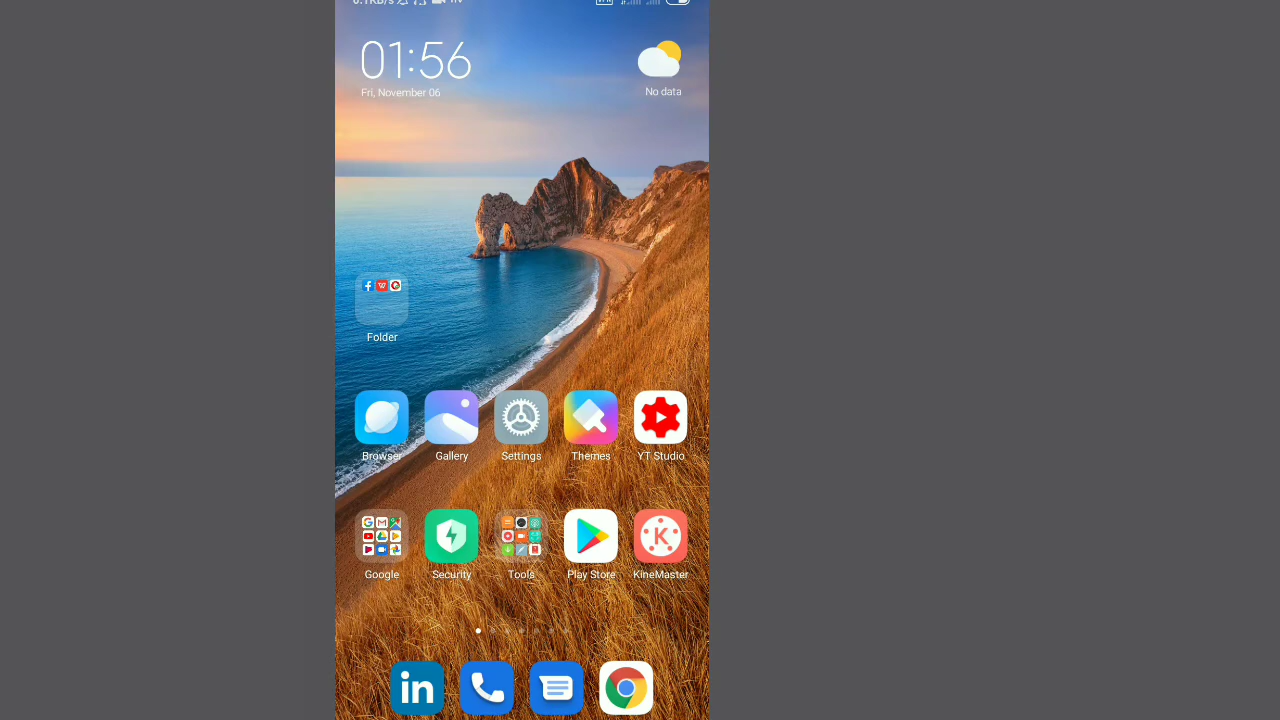 01:56
Fri, November 06
No data
Folder
Browser
Gallery
Settings
Themes
YT Studio
Google
Security
Tools
Play Store
KineMaster
in